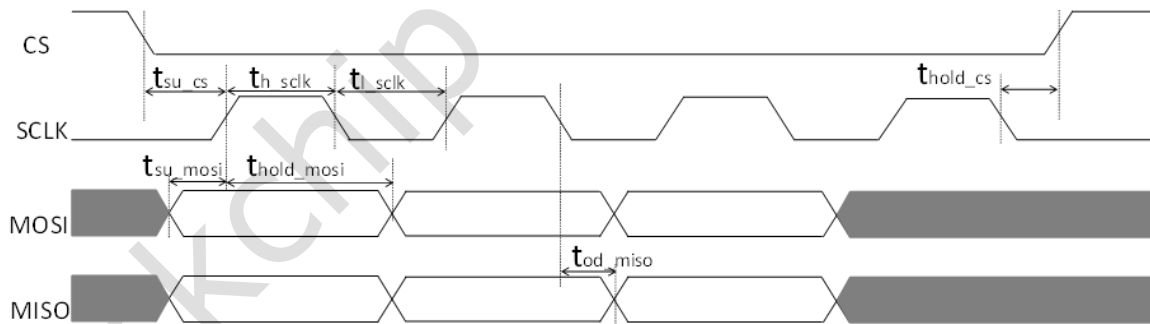 CS
tsu_cs th_sclk tl_sclk thold_cs
SCLK
tsu_mosi thold_mosi
MOSI
tod_miso
MISO
kchip